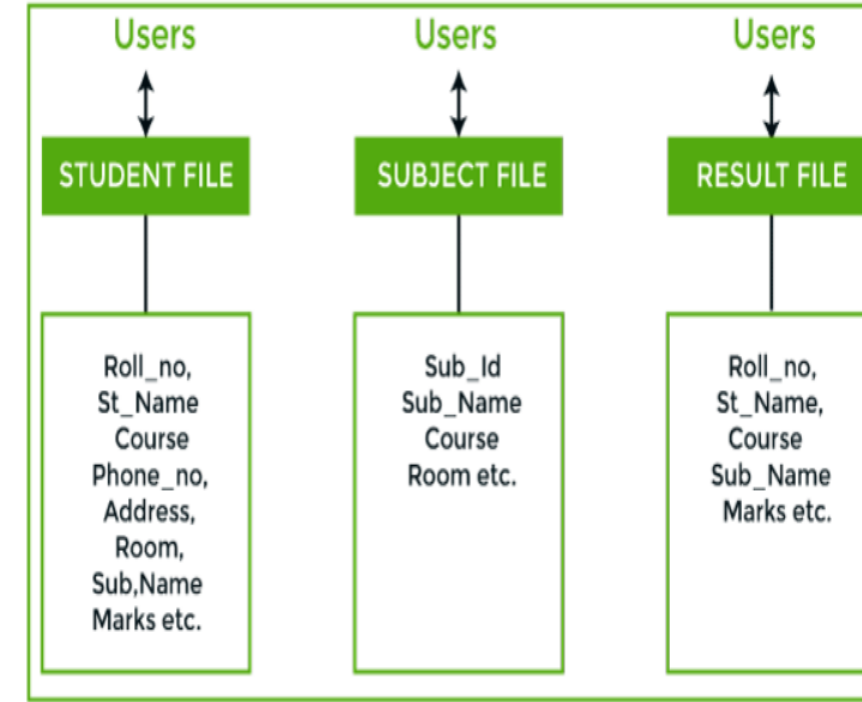 Users
STUDENT FILE
Roll_no,
St_Name
Course
Phone_no,
Address,
Room,
Sub,Name
Marks etc.
Users
SUBJECT FILE
Sub_Id
Sub_Name
Course
Room etc.
Users
RESULT FILE
Roll_no,
St_Name,
Course
Sub_Name
Marks etc.